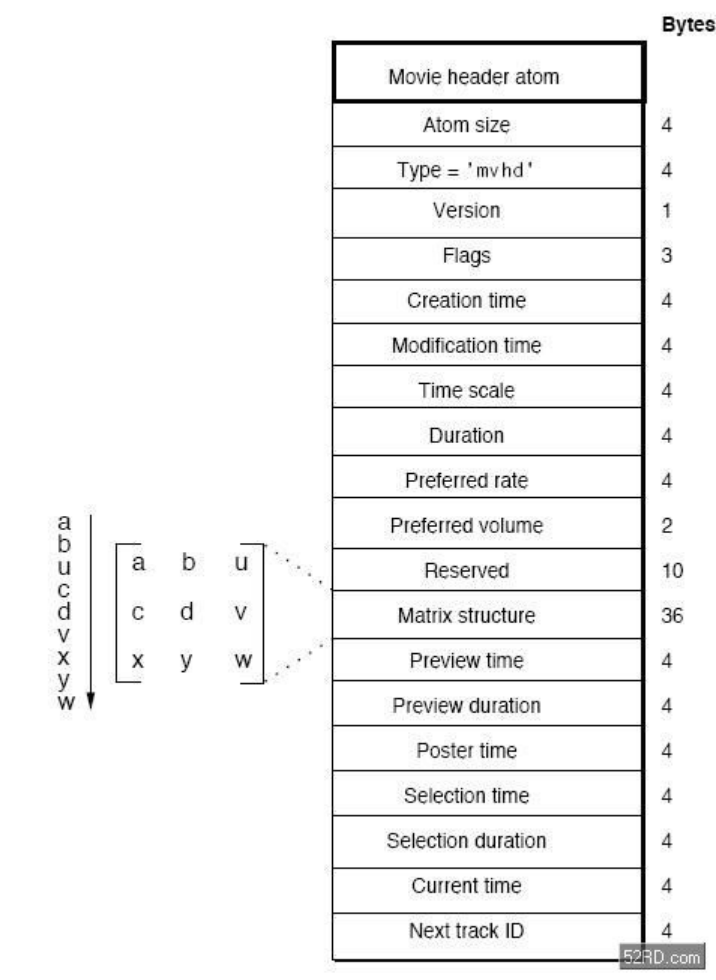 Bytes
Movie header atom
Atom size 4
Type = 'mvhd' 4
Version 1
Flags 3
Creation time 4
Modification time 4
Time scale 4
Duration 4
Preferred rate 4
Preferred volume 2
Reserved 10
Matrix structure 36
Preview time 4
Preview duration 4
Poster time 4
Selection time 4
Selection duration 4
Current time 4
Next track ID 4
a
b
u
c
d
v
x
y
w
a b u
c d v
x y w
52RD.com